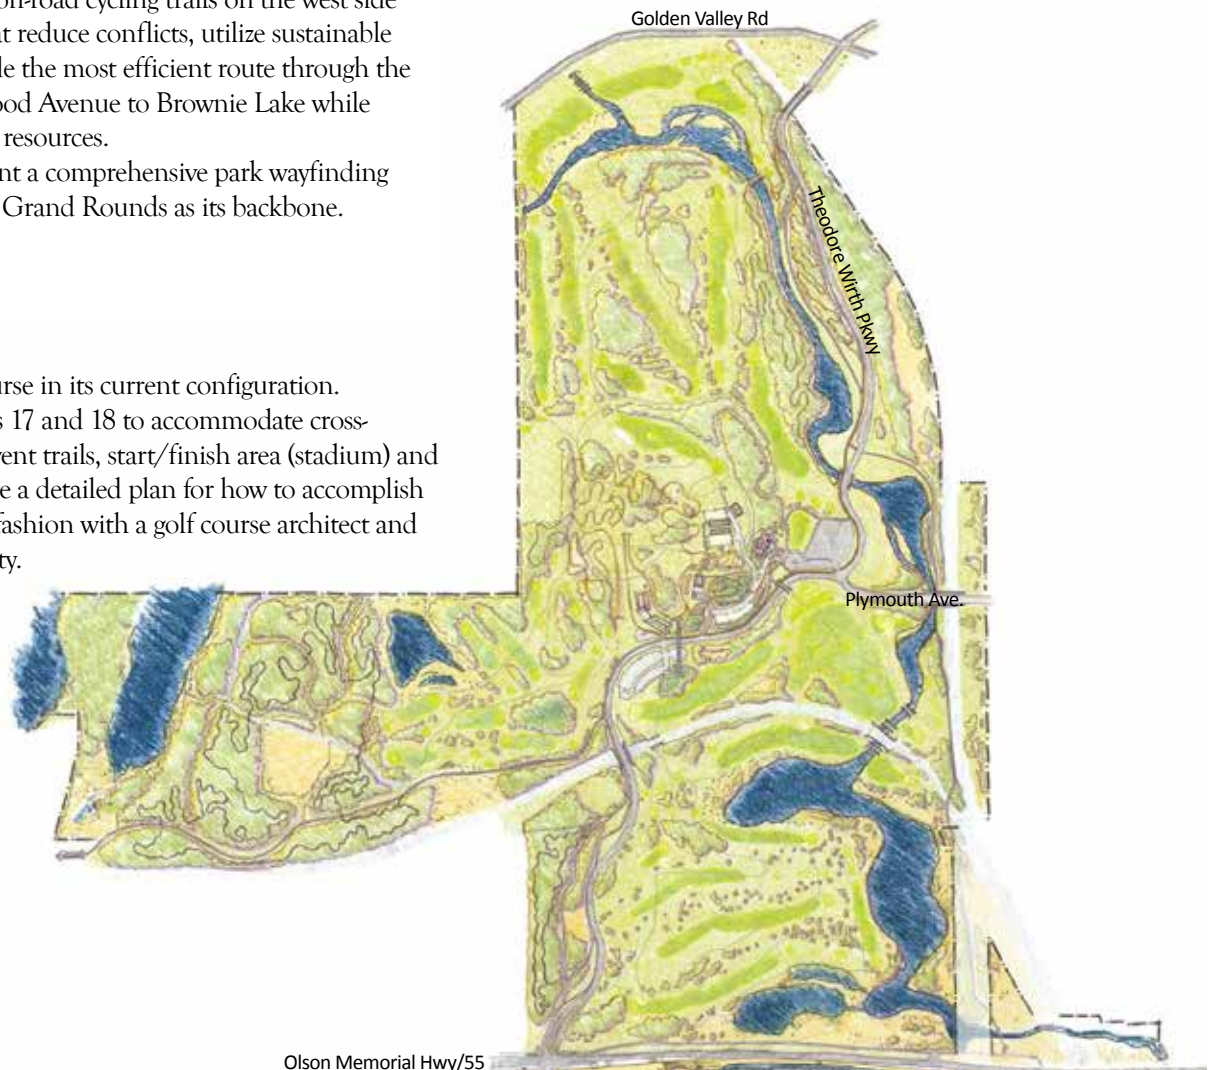 on-road cycling trails on the west side
at reduce conflicts, utilize sustainable
le the most efficient route through the
ood Avenue to Brownie Lake while
resources.
nt a comprehensive park wayfinding
Grand Rounds as its backbone.
urse in its current configuration.
s 17 and 18 to accommodate cross-
vent trails, start/finish area (stadium) and
e a detailed plan for how to accomplish
fashion with a golf course architect and
ty.
Golden Valley Rd
Theodore Wirth Pkwy
Plymouth Ave.
Olson Memorial Hwy/55